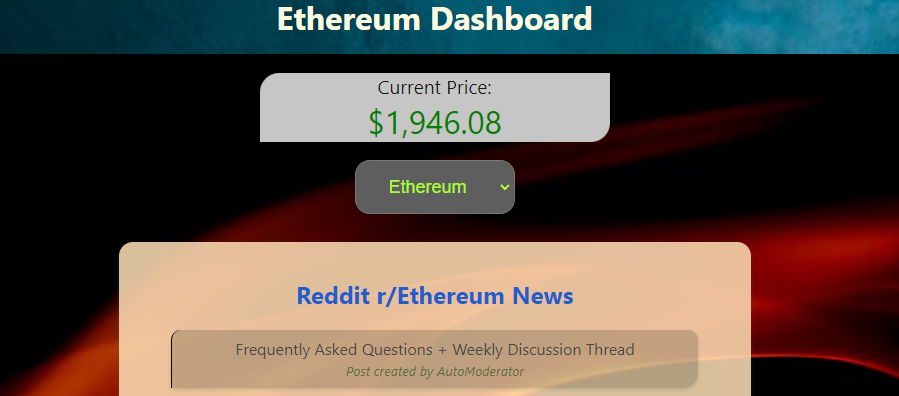 Ethereum Dashboard
Current Price:
$1,946.08
Ethereum
Reddit r/Ethereum News
Frequently Asked Questions + Weekly Discussion Thread
Post created by AutoModerator